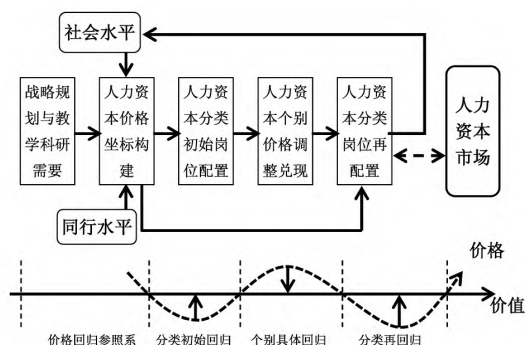 社会水平
战略规
划与教
学科研
需要
人力资
本价格
坐标构
建
人力资
本分类
初始岗
位配置
人力资
本个别
价格调
整兑现
人力资
本分类
岗位再
配置
人力
资本
市场
同行水平
价格
价值
价格回归参照系
分类初始回归
个别具体回归
分类再回归